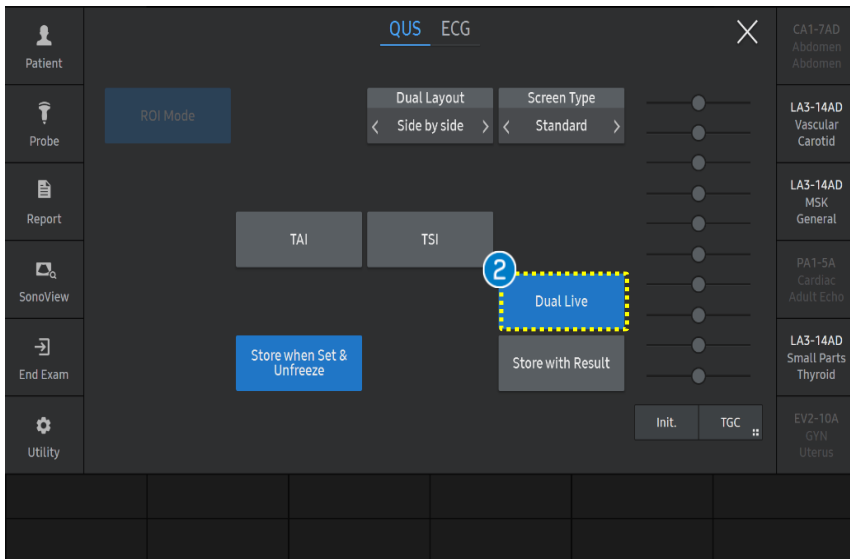 QUS ECG
Patient
Probe
Report
SonoView
End Exam
Utility
ROI Mode
Dual Layout
< Side by side >
Screen Type
< Standard >
TAI
TSI
2
Dual Live
Store when Set &
Unfreeze
Store with Result
Init.
TGC
CA1-7AD
Abdomen
Abdomen
LA3-14AD
Vascular
Carotid
LA3-14AD
MSK
General
PA1-5A
Cardiac
Adult Echo
LA3-14AD
Small Parts
Thyroid
EV2-10A
GYN
Uterus